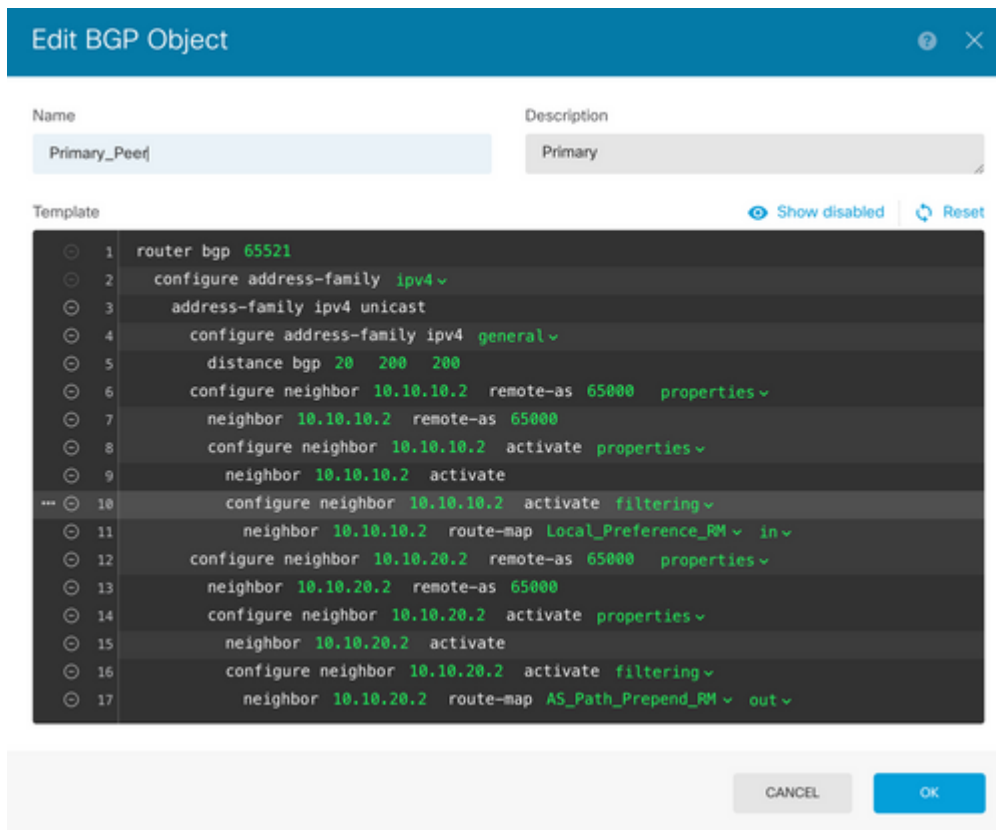 Edit BGP Object
Name
Description
Primary_Peer
Primary
Template
Show disabled
Reset
1 router bgp 65521
2 configure address-family ipv4
3 address-family ipv4 unicast
4 configure address-family ipv4 general
5 distance bgp 20 200 200
6 configure neighbor 10.10.10.2 remote-as 65000 properties
7 neighbor 10.10.10.2 remote-as 65000
8 configure neighbor 10.10.10.2 activate properties
9 neighbor 10.10.10.2 activate
10 configure neighbor 10.10.10.2 activate filtering
11 neighbor 10.10.10.2 route-map Local_Preference_RM in
12 configure neighbor 10.10.20.2 remote-as 65000 properties
13 neighbor 10.10.20.2 remote-as 65000
14 configure neighbor 10.10.20.2 activate properties
15 neighbor 10.10.20.2 activate
16 configure neighbor 10.10.20.2 activate filtering
17 neighbor 10.10.20.2 route-map AS_Path_Prepend_RM out
CANCEL
OK